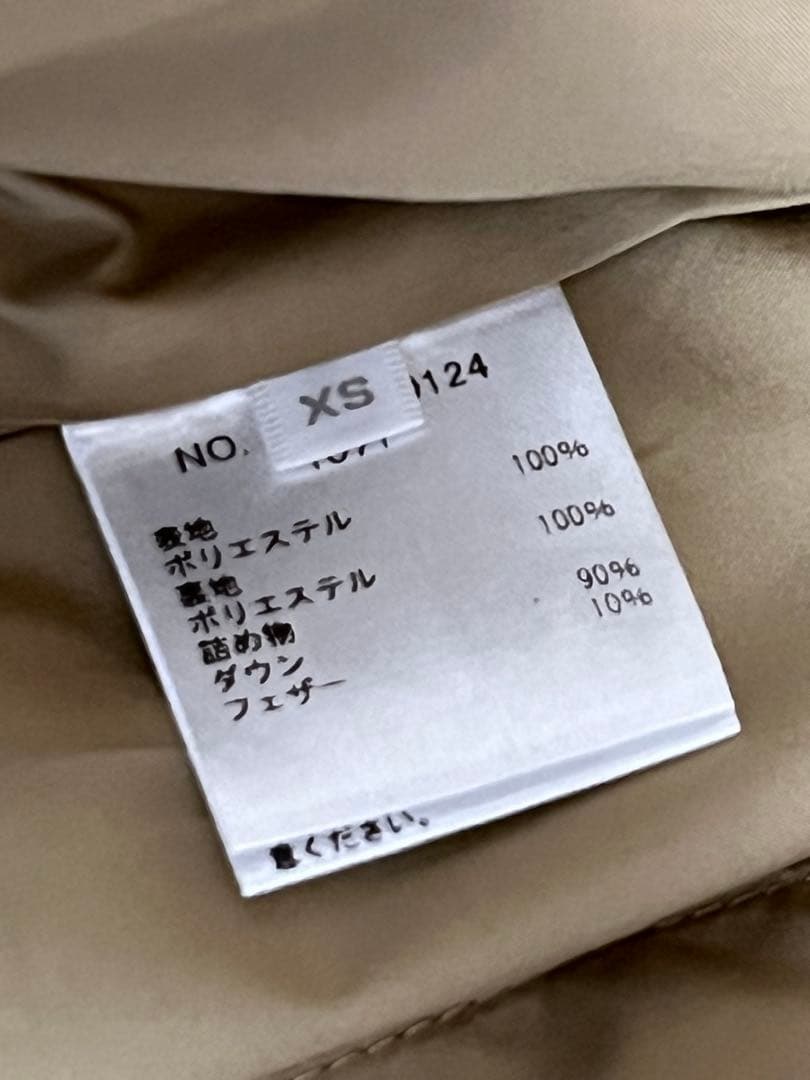 XS
NO. 0124
表地
ポリエステル 100%
裏地
ポリエステル 100%
詰め物
ダウン 90%
フェザー 10%
意ください。